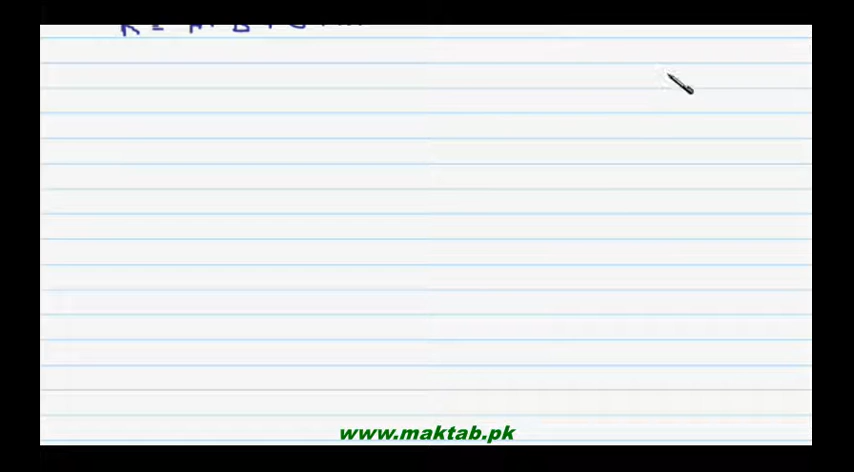 R = A + B + C + ...
www.maktab.pk